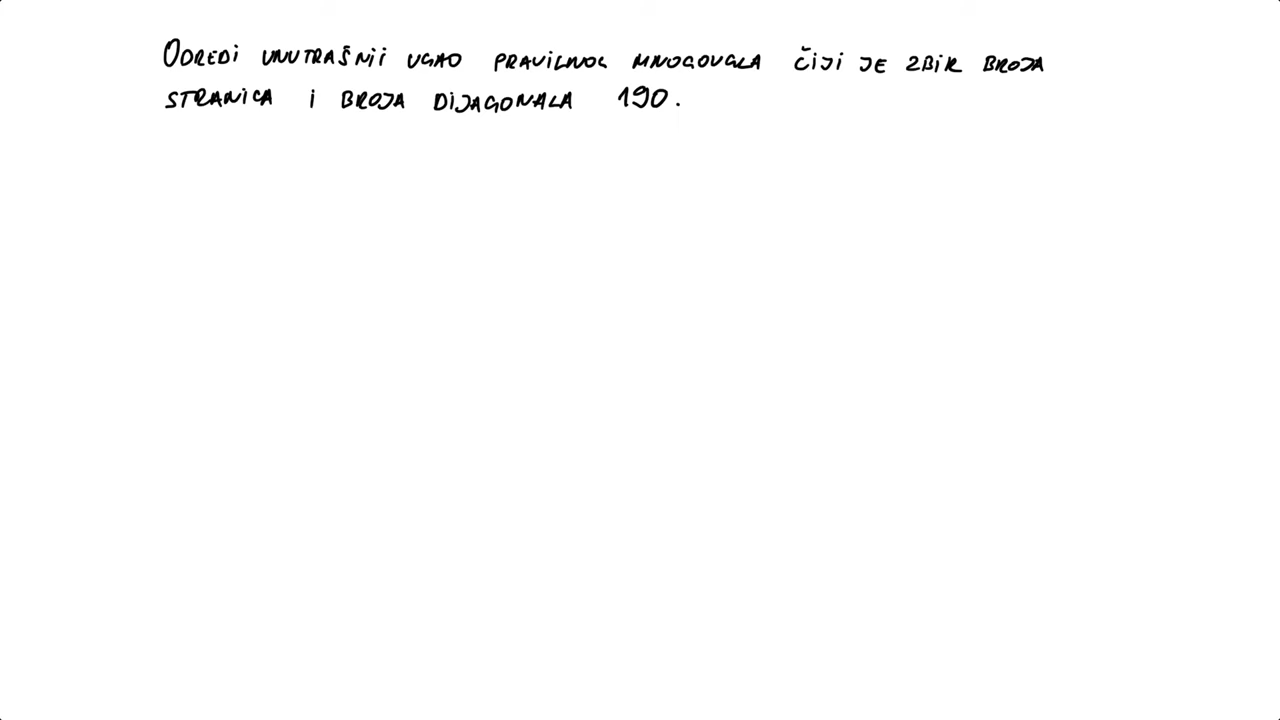 Odredi unutrašnji ugao pravilnog mnogougla čiji je zbir broja
stranica i broja dijagonala 190.